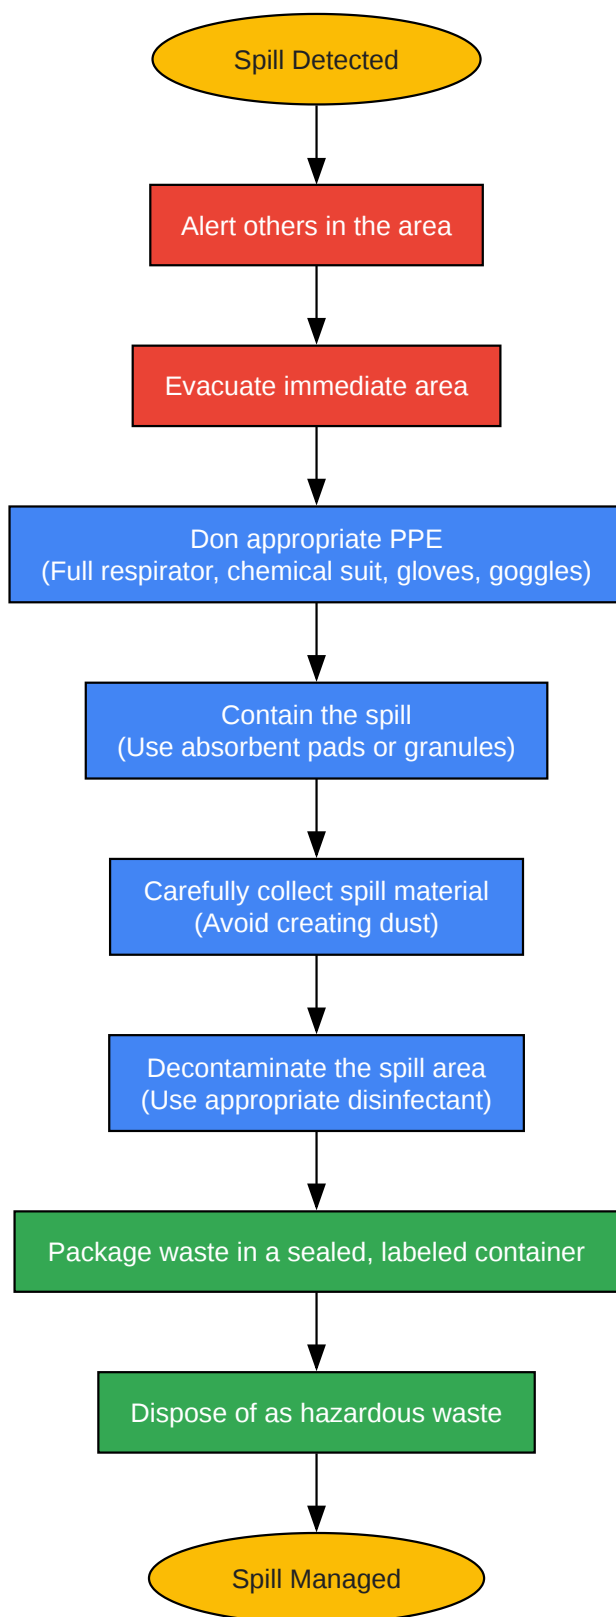 Spill Detected
Alert others in the area
Evacuate immediate area
Don appropriate PPE
(Full respirator, chemical suit, gloves, goggles)
Contain the spill
(Use absorbent pads or granules)
Carefully collect spill material
(Avoid creating dust)
Decontaminate the spill area
(Use appropriate disinfectant)
Package waste in a sealed, labeled container
Dispose of as hazardous waste
Spill Managed